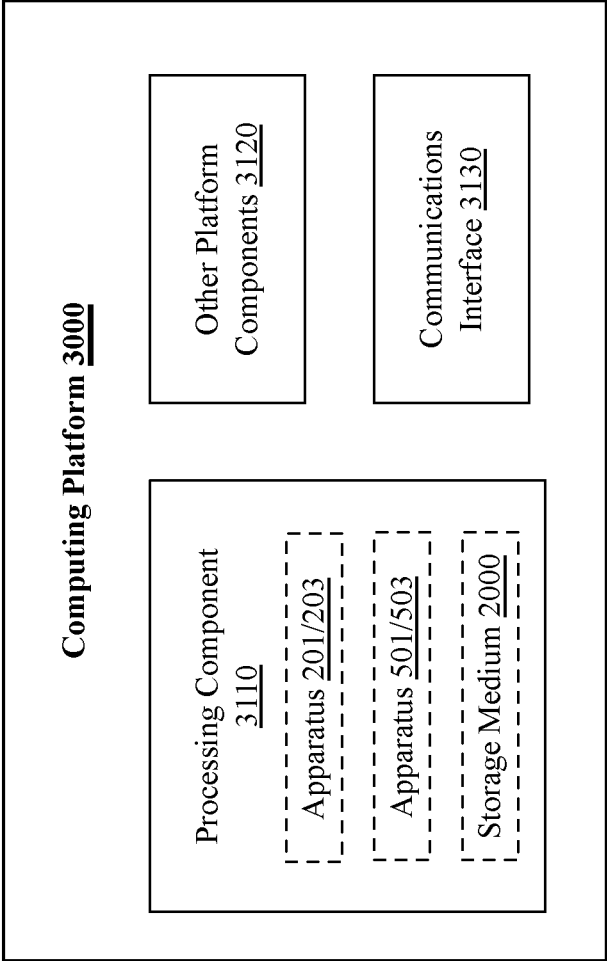 Computing Platform 3000
Processing Component
3110
Apparatus 201/203
Apparatus 501/503
Storage Medium 2000
Other Platform
Components 3120
Communications
Interface 3130